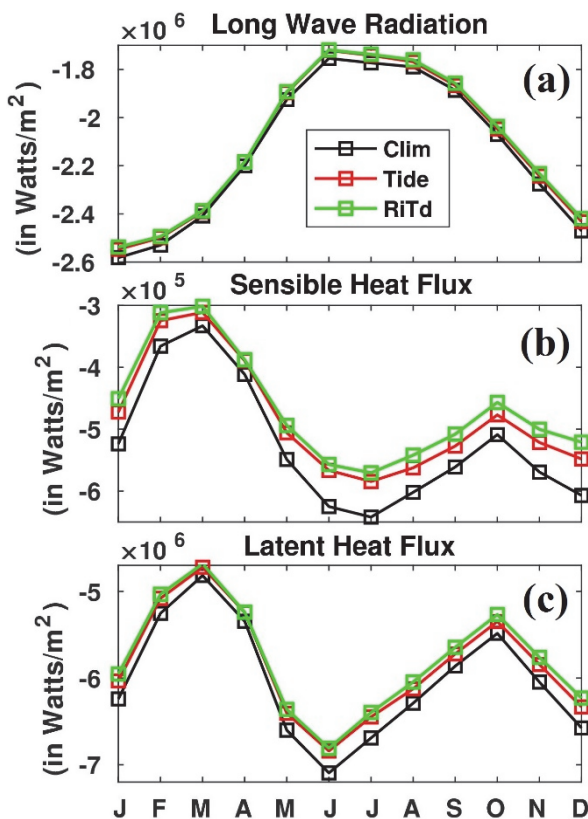 ×10⁶ Long Wave Radiation
(in Watts/m²)
-1.8
-2
-2.2
-2.4
-2.6
(a)
Clim
Tide
RiTd
×10⁵ Sensible Heat Flux
(in Watts/m²)
-3
-4
-5
-6
(b)
×10⁶ Latent Heat Flux
(in Watts/m²)
-5
-6
-7
(c)
J F M A M J J A S O N D